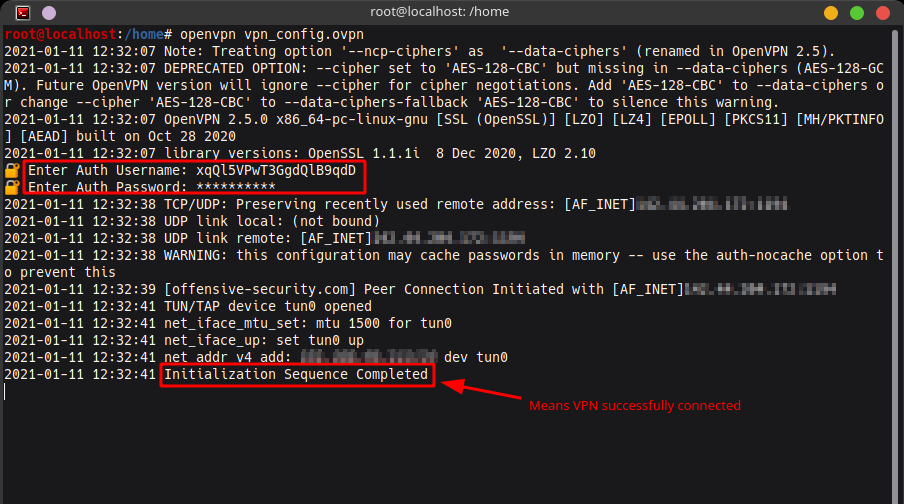 root@localhost: /home
root@localhost:/home# openvpn vpn_config.ovpn
2021-01-11 12:32:07 Note: Treating option '--ncp-ciphers' as  '--data-ciphers' (renamed in OpenVPN 2.5).
2021-01-11 12:32:07 DEPRECATED OPTION: --cipher set to 'AES-128-CBC' but missing in --data-ciphers (AES-128-GC
M). Future OpenVPN version will ignore --cipher for cipher negotiations. Add 'AES-128-CBC' to --data-ciphers o
r change --cipher 'AES-128-CBC' to --data-ciphers-fallback 'AES-128-CBC' to silence this warning.
2021-01-11 12:32:07 OpenVPN 2.5.0 x86_64-pc-linux-gnu [SSL (OpenSSL)] [LZO] [LZ4] [EPOLL] [PKCS11] [MH/PKTINFO
] [AEAD] built on Oct 28 2020
2021-01-11 12:32:07 library versions: OpenSSL 1.1.1i  8 Dec 2020, LZO 2.10
Enter Auth Username: xqQl5VPwT3GgdQlB9qdD
Enter Auth Password: **********
2021-01-11 12:32:38 TCP/UDP: Preserving recently used remote address: [AF_INET]
2021-01-11 12:32:38 UDP link local: (not bound)
2021-01-11 12:32:38 UDP link remote: [AF_INET]
2021-01-11 12:32:38 WARNING: this configuration may cache passwords in memory -- use the auth-nocache option t
o prevent this
2021-01-11 12:32:39 [offensive-security.com] Peer Connection Initiated with [AF_INET]
2021-01-11 12:32:41 TUN/TAP device tun0 opened
2021-01-11 12:32:41 net_iface_mtu_set: mtu 1500 for tun0
2021-01-11 12:32:41 net_iface_up: set tun0 up
2021-01-11 12:32:41 net_addr_v4_add: dev tun0
2021-01-11 12:32:41 Initialization Sequence Completed
Means VPN successfully connected